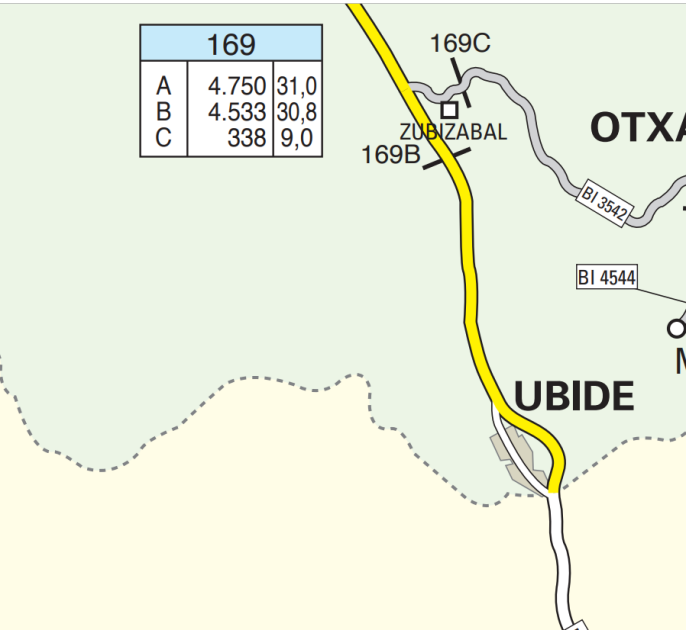 169
A 4.750 31,0
B 4.533 30,8
C 338 9,0
169C
ZUBIZABAL
169B
OTXA
BI 3542
BI 4544
M
UBIDE